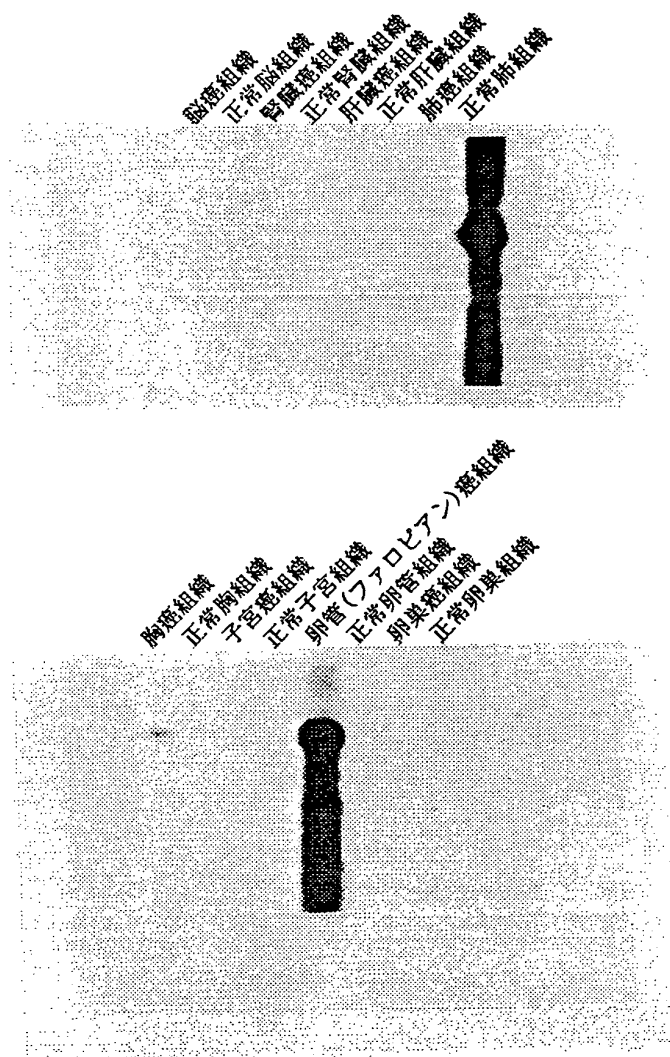 脳癌組織
正常脳組織
腎臓癌組織
正常腎臓組織
肝臓癌組織
正常肝臓組織
肺癌組織
正常肺組織
胸癌組織
正常胸組織
子宮癌組織
正常子宮組織
卵管(ファロピアン)癌組織
正常卵管組織
卵巣癌組織
正常卵巣組織